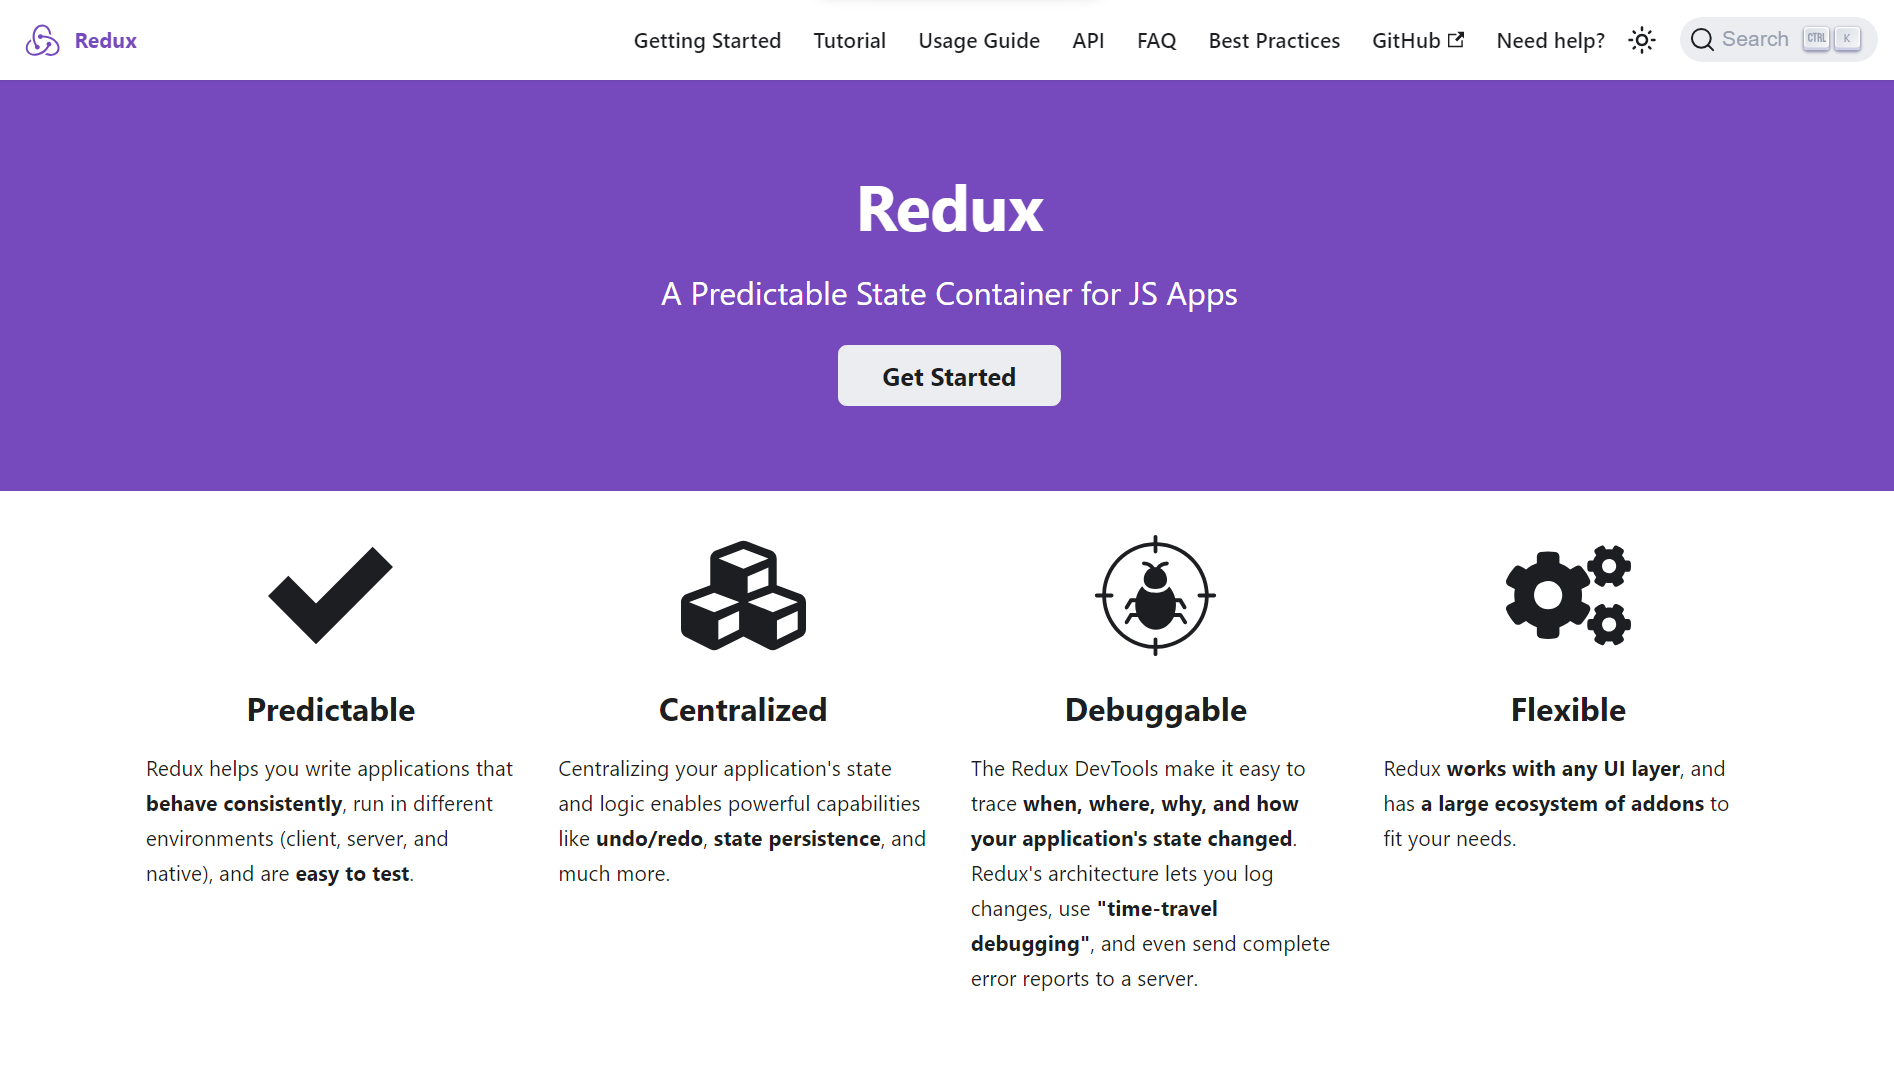 Redux
Getting Started
Tutorial
Usage Guide
API
FAQ
Best Practices
GitHub
Need help?
Search
CTRL
K
Redux
A Predictable State Container for JS Apps
Get Started
Predictable
Redux helps you write applications that
behave consistently, run in different
environments (client, server, and
native), and are easy to test.
Centralized
Centralizing your application's state
and logic enables powerful capabilities
like undo/redo, state persistence, and
much more.
Debuggable
The Redux DevTools make it easy to
trace when, where, why, and how
your application's state changed.
Redux's architecture lets you log
changes, use "time-travel
debugging", and even send complete
error reports to a server.
Flexible
Redux works with any UI layer, and
has a large ecosystem of addons to
fit your needs.